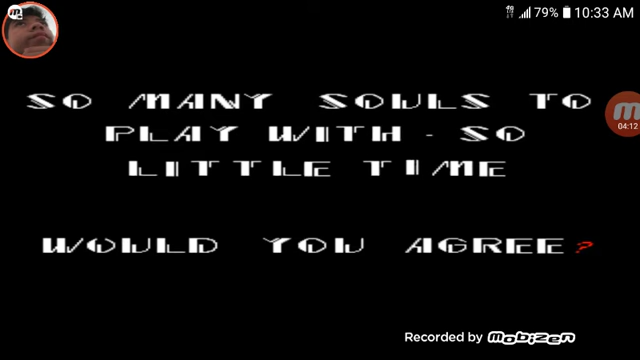 4G
79%
10:33 AM
SO MANY SOULS TO
PLAY WITH - SO
LITTLE TIME
04:12
WOULD YOU AGREE?
Recorded by mobizen